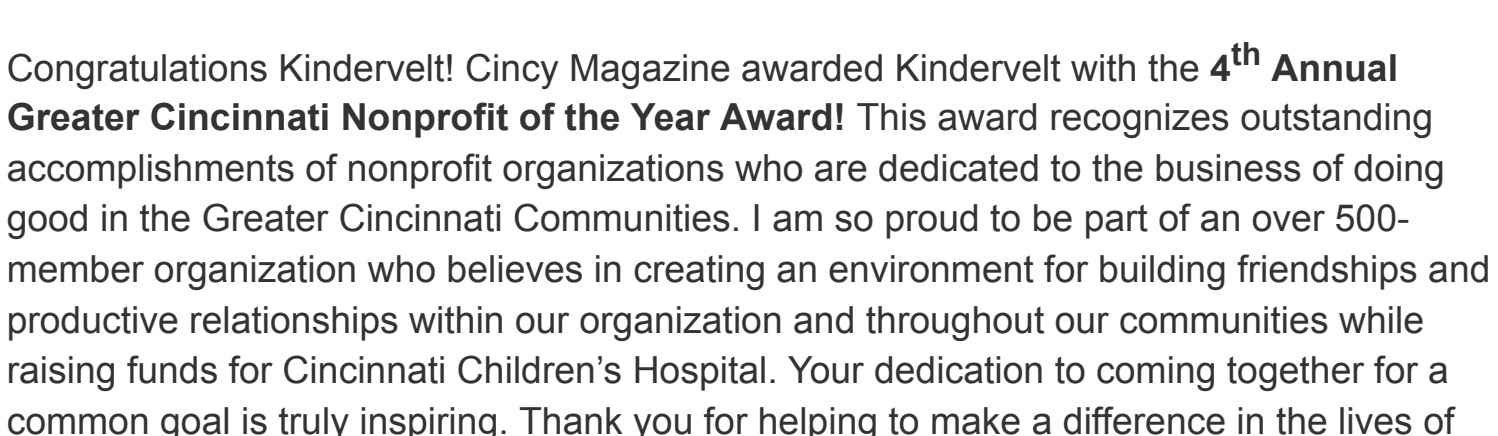 Congratulations Kindervelt! Cincy Magazine awarded Kindervelt with the 4th Annual
Greater Cincinnati Nonprofit of the Year Award! This award recognizes outstanding
accomplishments of nonprofit organizations who are dedicated to the business of doing
good in the Greater Cincinnati Communities. I am so proud to be part of an over 500-
member organization who believes in creating an environment for building friendships and
productive relationships within our organization and throughout our communities while
raising funds for Cincinnati Children’s Hospital. Your dedication to coming together for a
common goal is truly inspiring. Thank you for helping to make a difference in the lives of